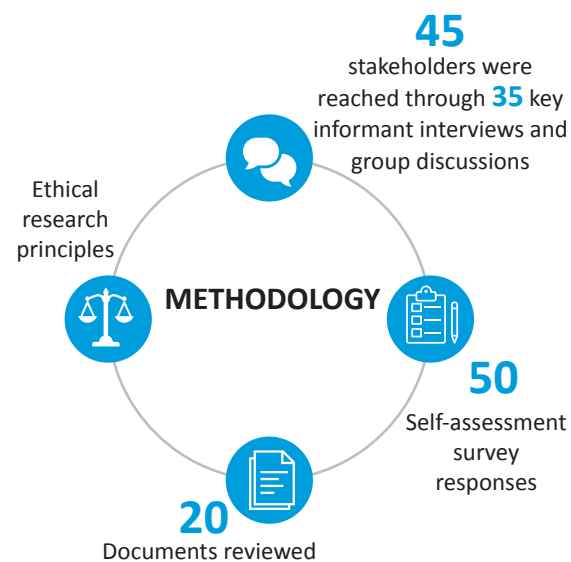 45
stakeholders were
reached through 35 key
informant interviews and
group discussions
Ethical
research
principles
METHODOLOGY
50
Self-assessment
survey
responses
20
Documents reviewed